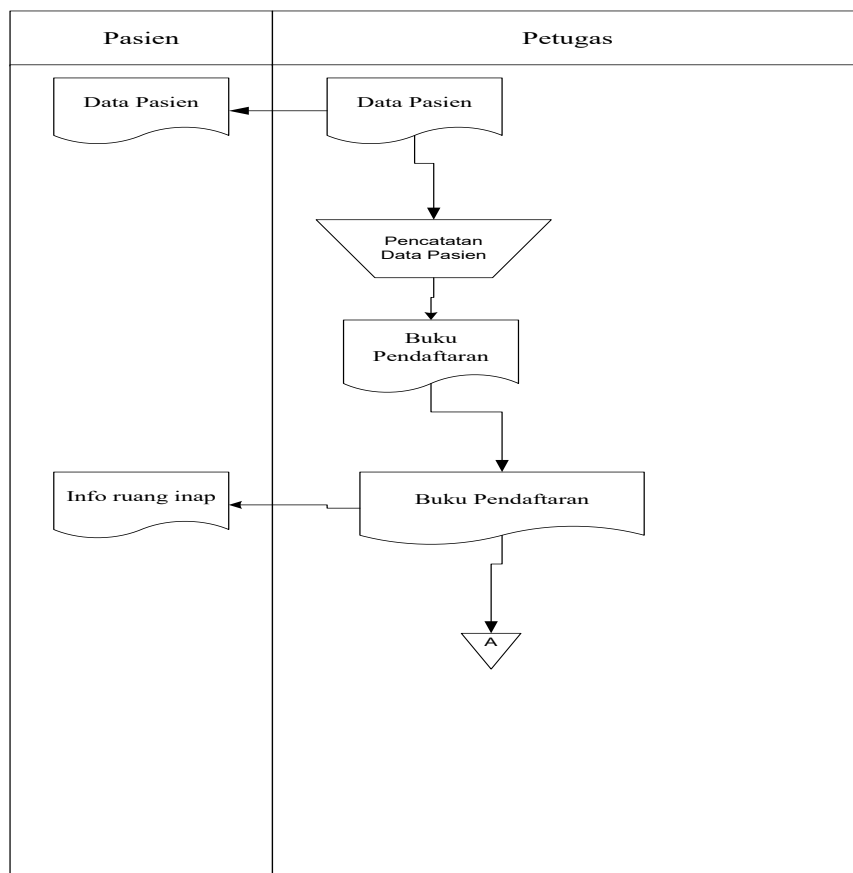 Pasien
Petugas
Data Pasien
Data Pasien
Pencatatan
Data Pasien
Buku
Pendaftaran
Info ruang inap
Buku Pendaftaran
A